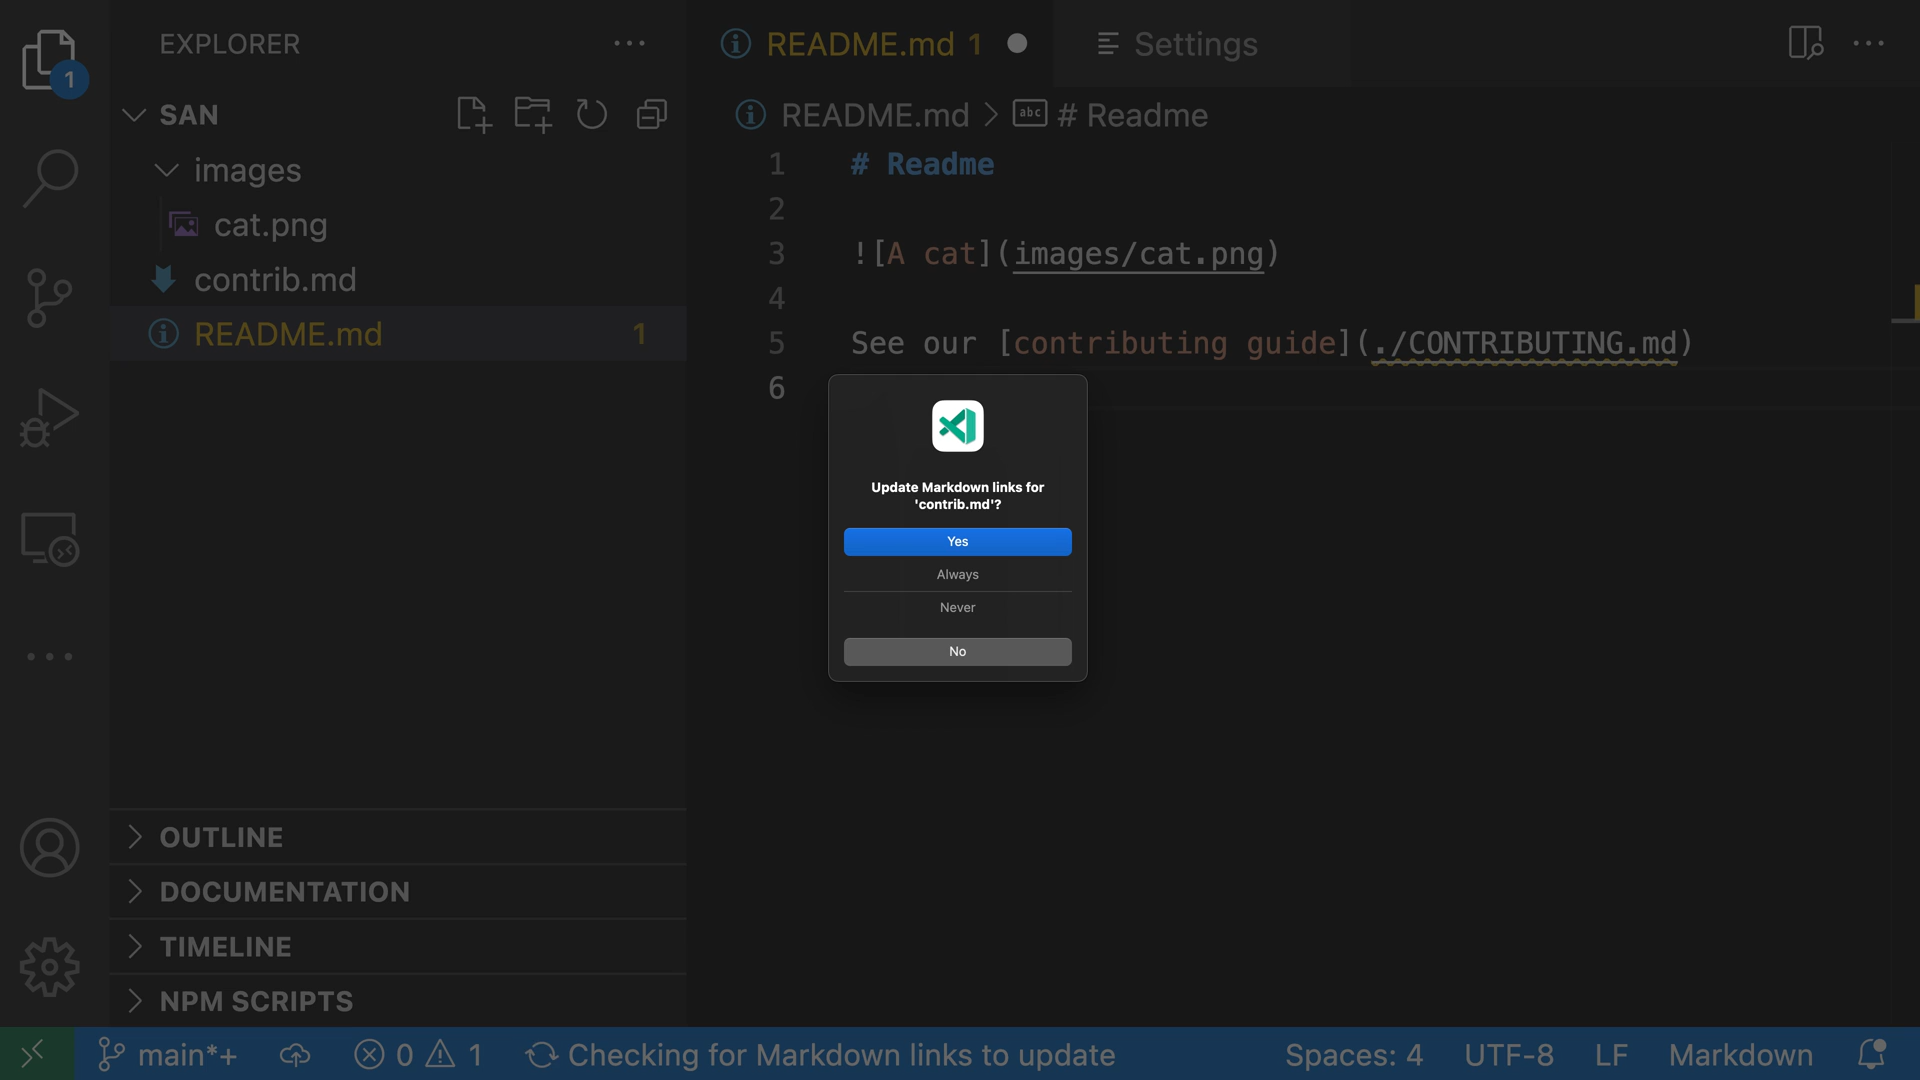 EXPLORER
SAN
images
cat.png
contrib.md
README.md 1
OUTLINE
DOCUMENTATION
TIMELINE
NPM SCRIPTS
1
README.md 1
Settings
README.md > abc # Readme
1 # Readme
2
3 ![A cat](images/cat.png)
4
5 See our [contributing guide](./CONTRIBUTING.md)
6
Update Markdown links for
'contrib.md'?
Yes
Always
Never
No
main*+ 0 1 Checking for Markdown links to update Spaces: 4 UTF-8 LF Markdown